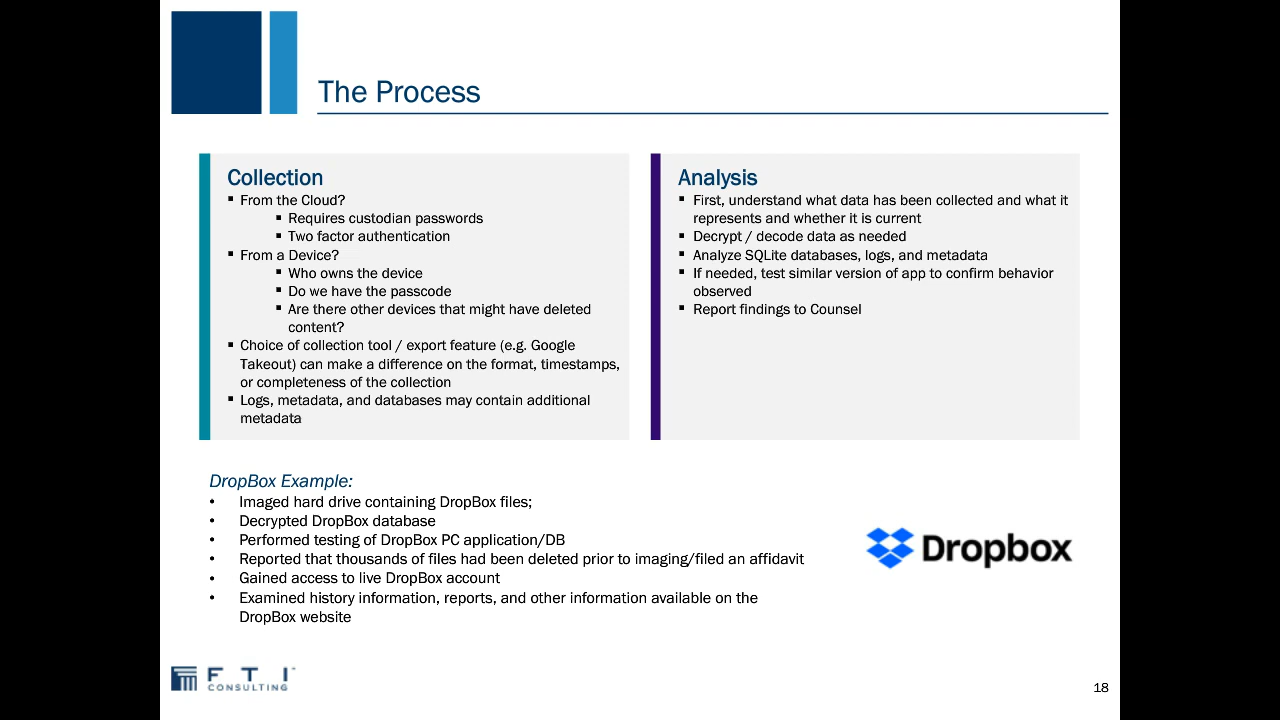 The Process
Collection
▪ From the Cloud?
▪ Requires custodian passwords
▪ Two factor authentication
▪ From a Device?
▪ Who owns the device
▪ Do we have the passcode
▪ Are there other devices that might have deleted
content?
▪ Choice of collection tool / export feature (e.g. Google
Takeout) can make a difference on the format, timestamps,
or completeness of the collection
▪ Logs, metadata, and databases may contain additional
metadata
Analysis
▪ First, understand what data has been collected and what it
represents and whether it is current
▪ Decrypt / decode data as needed
▪ Analyze SQLite databases, logs, and metadata
▪ If needed, test similar version of app to confirm behavior
observed
▪ Report findings to Counsel
DropBox Example:
• Imaged hard drive containing DropBox files;
• Decrypted DropBox database
• Performed testing of DropBox PC application/DB
• Reported that thousands of files had been deleted prior to imaging/filed an affidavit
• Gained access to live DropBox account
• Examined history information, reports, and other information available on the
DropBox website
Dropbox
FTI
CONSULTING
18